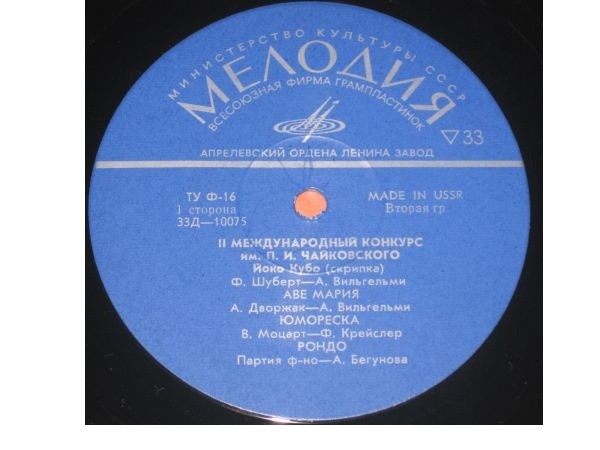 МИНИСТЕРСТВО КУЛЬТУРЫ СССР
МЕЛОДИЯ
ВСЕСОЮЗНАЯ ФИРМА ГРАМПЛАСТИНОК
▽33
АПРЕЛЕВСКИЙ ОРДЕНА ЛЕНИНА ЗАВОД
ТУ Ф-16 MADE IN USSR
1 сторона Вторая гр.
33Д—10075
II МЕЖДУНАРОДНЫЙ КОНКУРС
им. П. И. ЧАЙКОВСКОГО
Йоко Кубо (скрипка)
Ф. Шуберт—А. Вильгельми
АВЕ МАРИЯ
А. Дворжак—А. Вильгельми
ЮМОРЕСКА
В. Моцарт—Ф. Крейслер
РОНДО
Партия ф-но—А. Бегунова